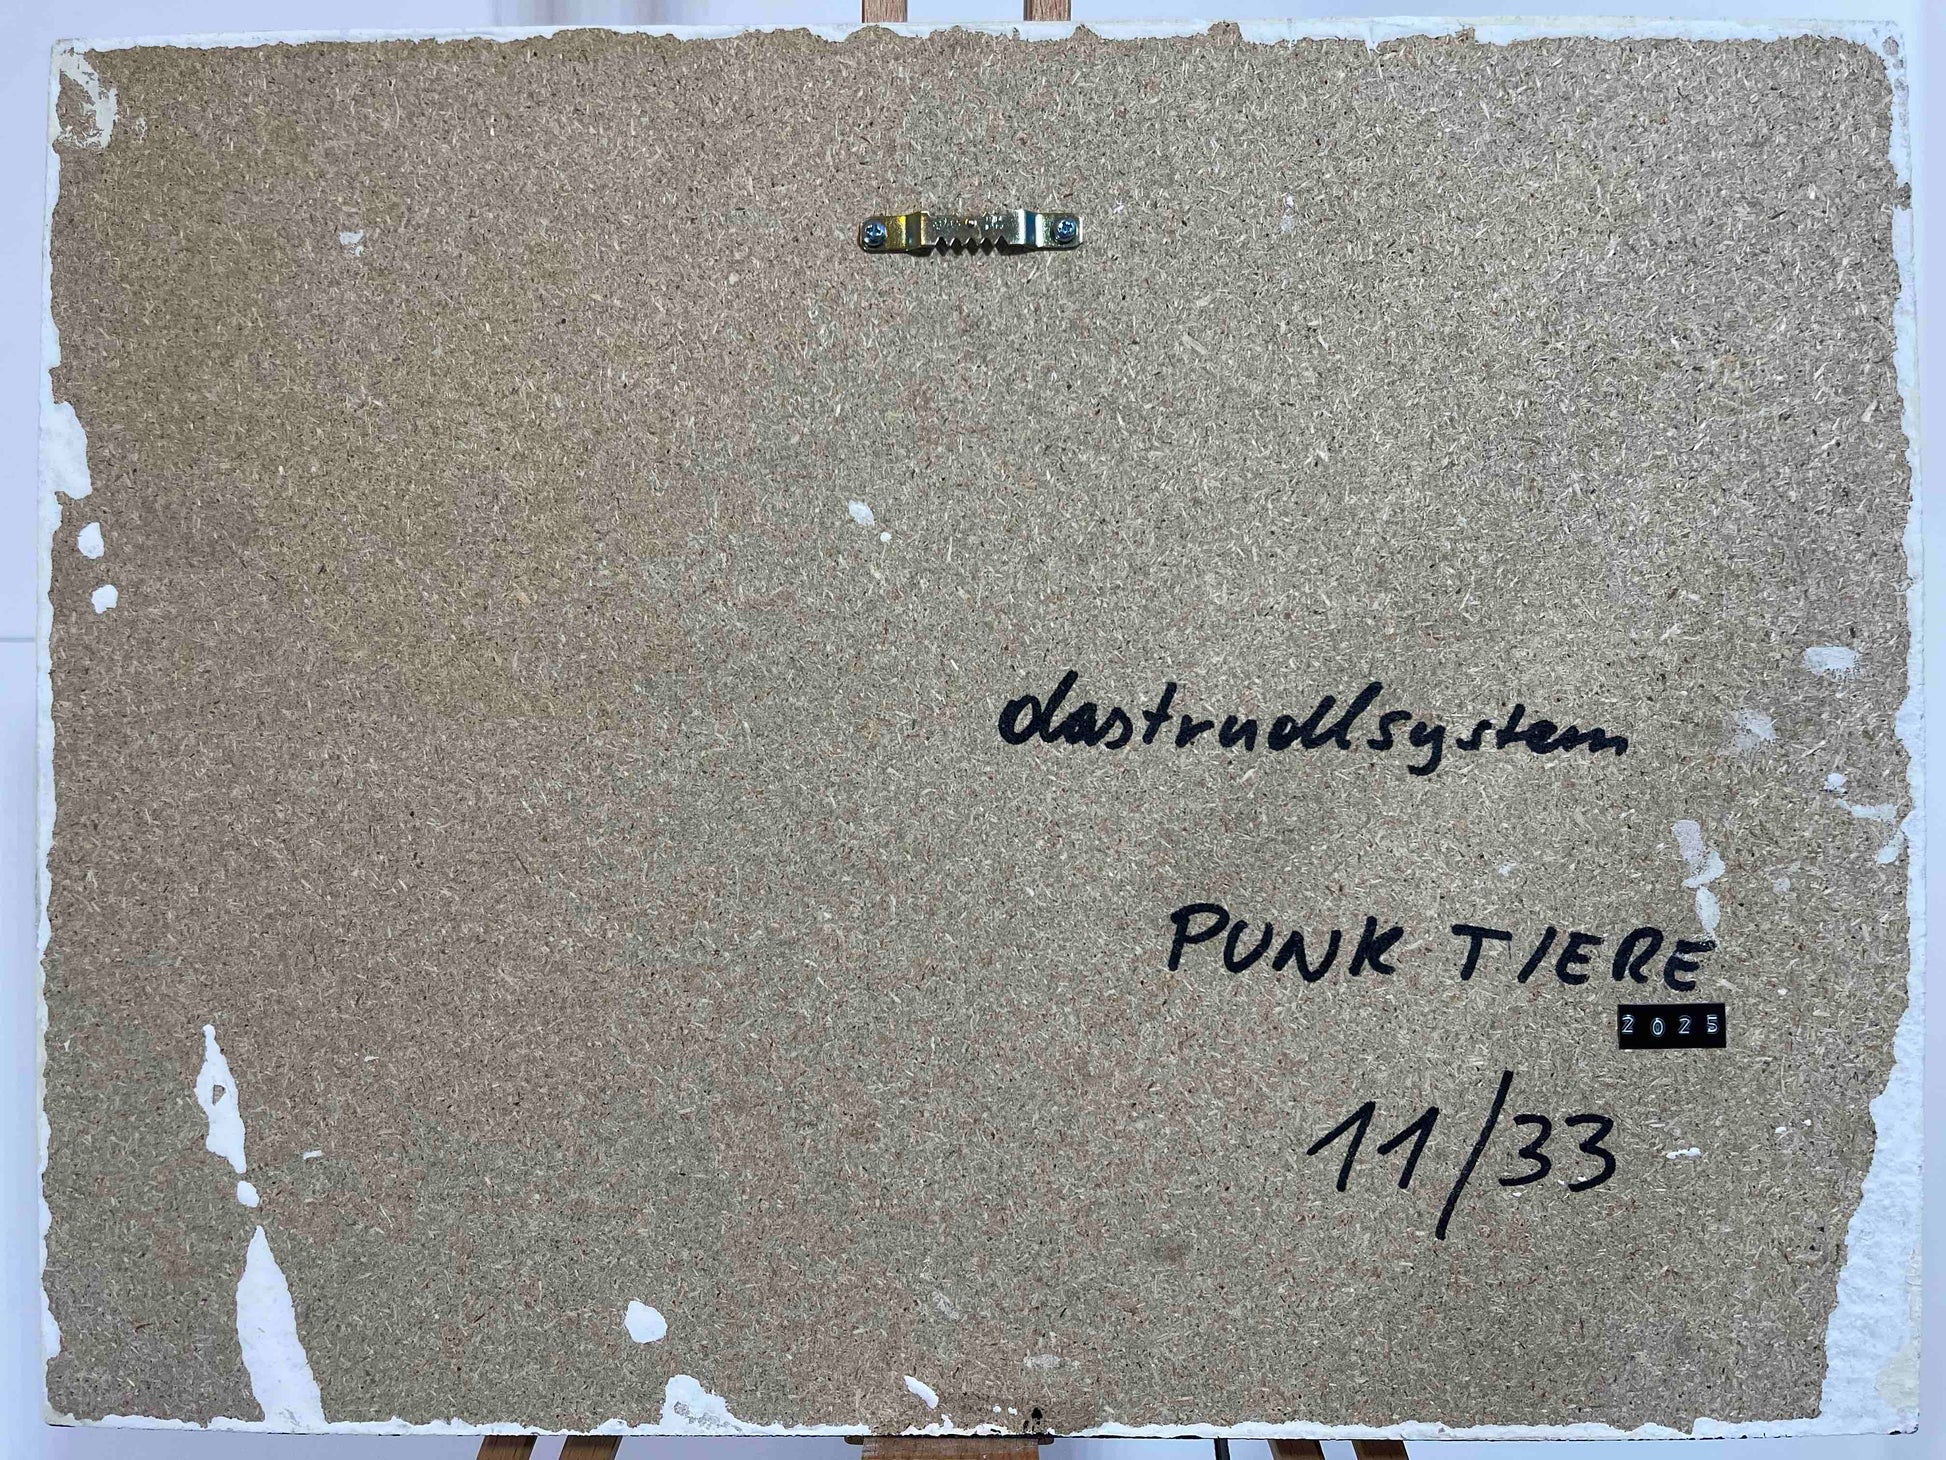 dastrudlsystem
PUNK TIERE
2025
11/33